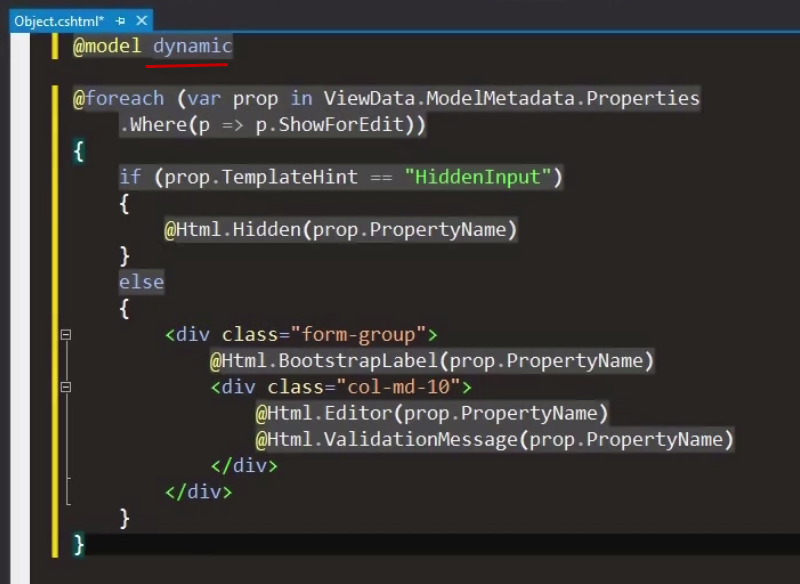 Object.cshtml*
@model dynamic
@foreach (var prop in ViewData.ModelMetadata.Properties
.Where(p => p.ShowForEdit))
{
if (prop.TemplateHint == "HiddenInput")
{
@Html.Hidden(prop.PropertyName)
}
else
{
<div class="form-group">
@Html.BootstrapLabel(prop.PropertyName)
<div class="col-md-10">
@Html.Editor(prop.PropertyName)
@Html.ValidationMessage(prop.PropertyName)
</div>
</div>
}
}